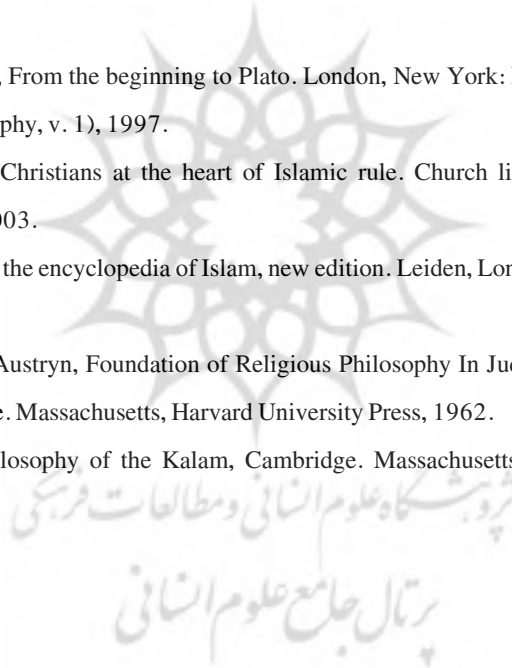 , From the beginning to Plato. London, New York:
phy, v. 1), 1997.
Christians at the heart of Islamic rule. Church li
003.
the encyclopedia of Islam, new edition. Leiden, Lon
Austryn, Foundation of Religious Philosophy In Jud
e. Massachusetts, Harvard University Press, 1962.
ilosophy of the Kalam, Cambridge. Massachusetts,
پژوهشگاه علوم انسانی و مطالعات فرهنگی
پرتال جامع علوم انسانی